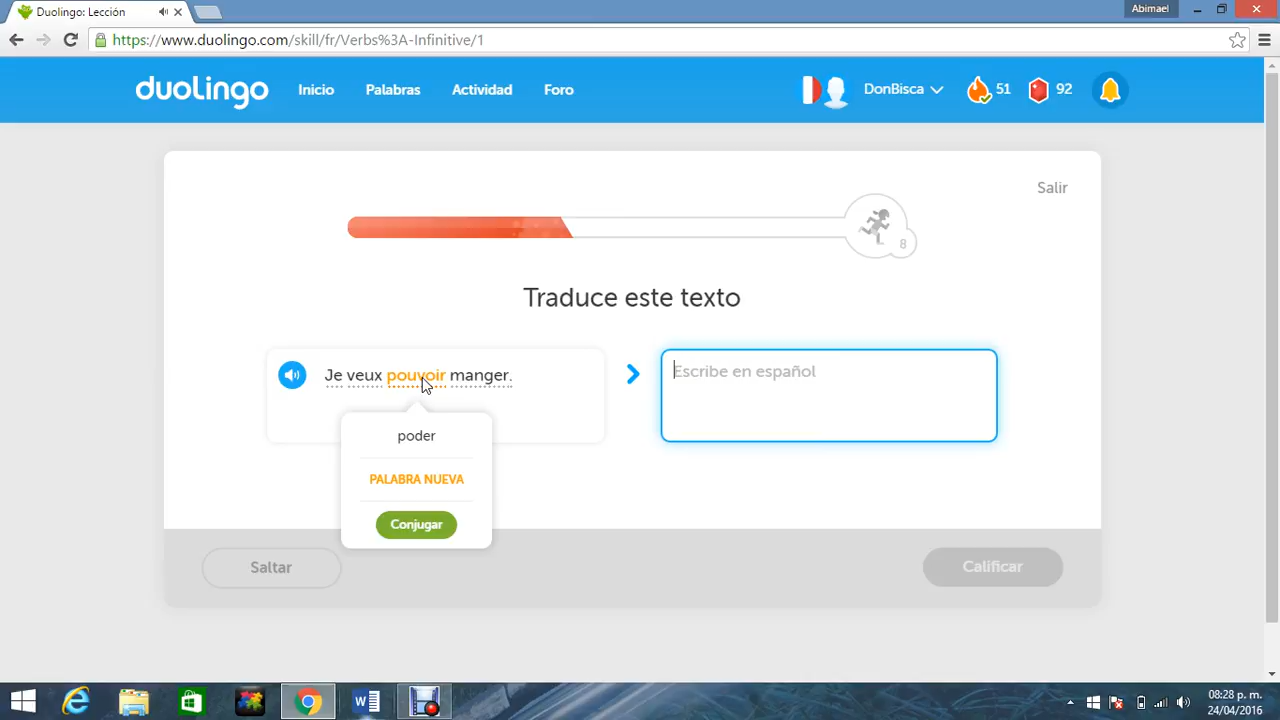 Duolingo: Lección
Abimael
https://www.duolingo.com/skill/fr/Verbs%3A-Infinitive/1
duolingo
Inicio
Palabras
Actividad
Foro
DonBisca
51
92
Salir
8
Traduce este texto
Je veux pouvoir manger.
Escribe en español
poder
PALABRA NUEVA
Conjugar
Saltar
Calificar
08:28 p. m.
24/04/2016